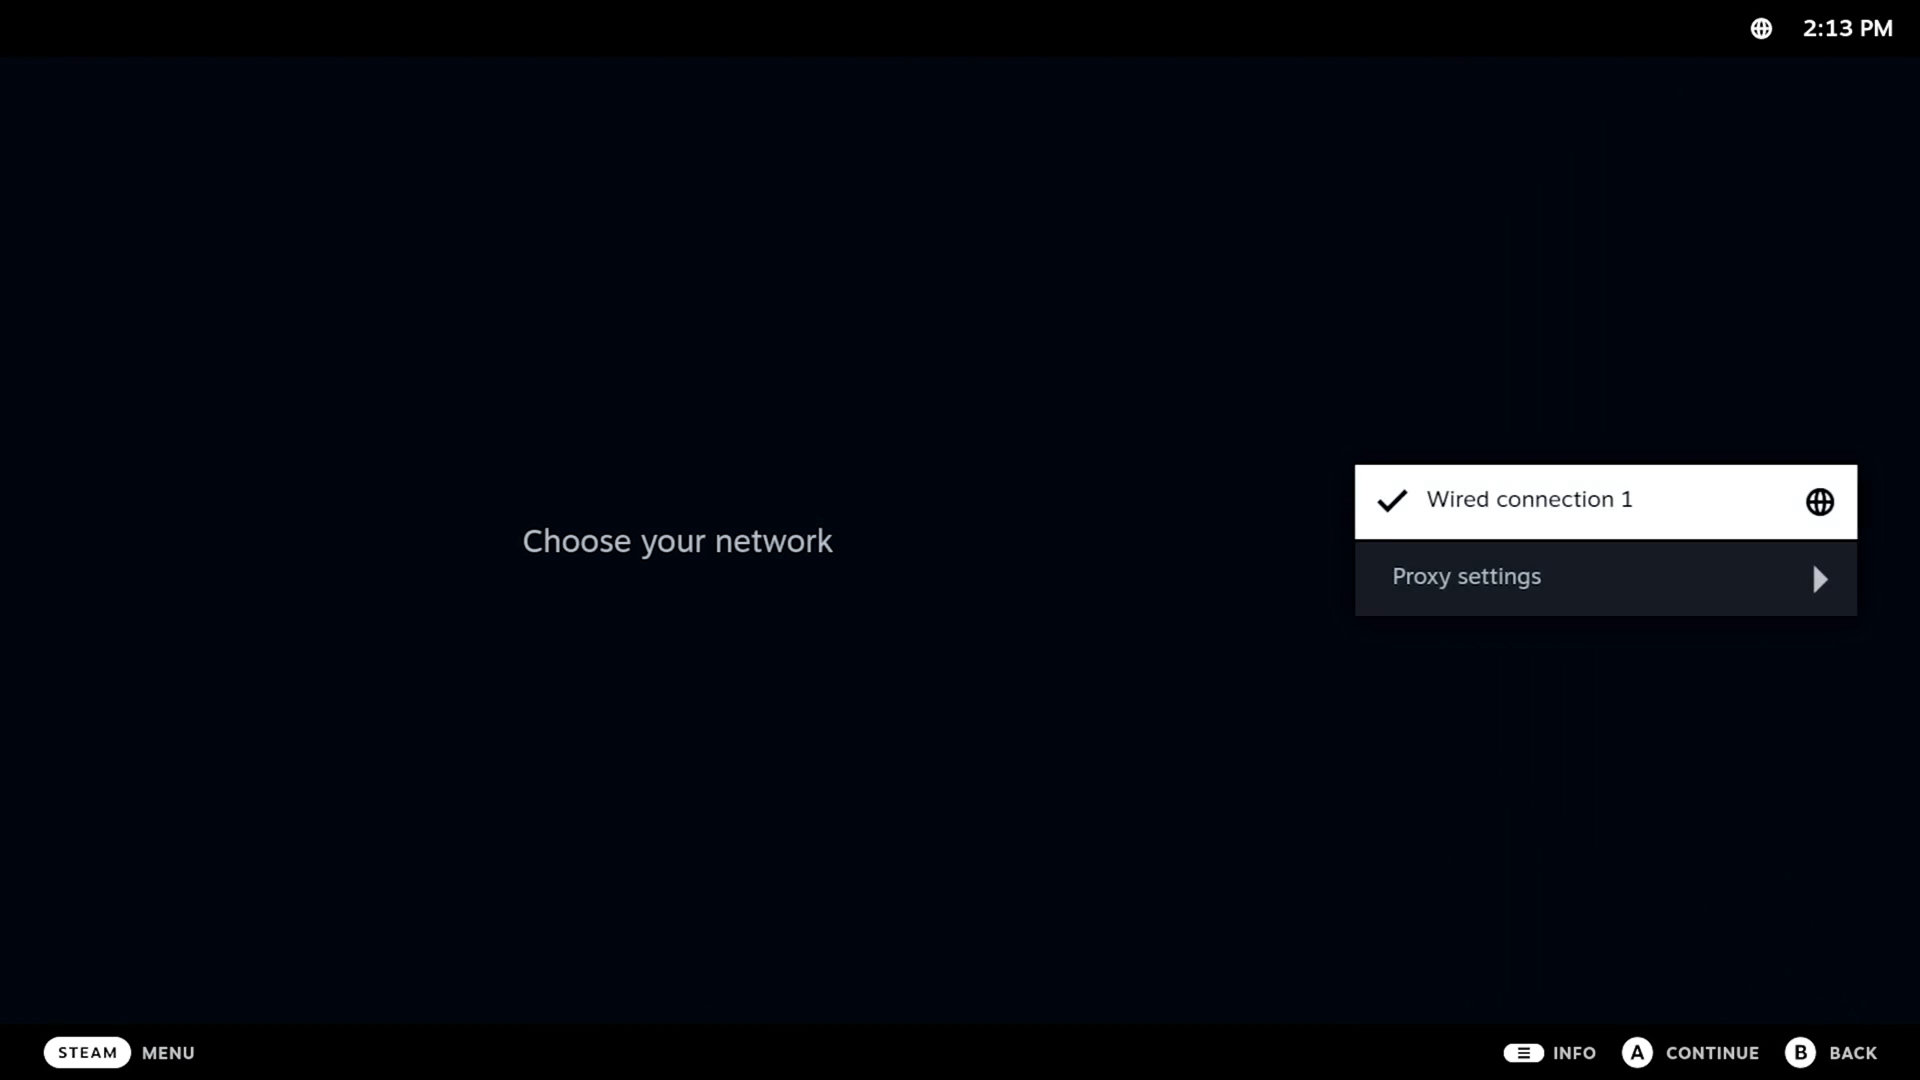 2:13 PM
Choose your network
Wired connection 1
Proxy settings
STEAM MENU
INFO A CONTINUE B BACK